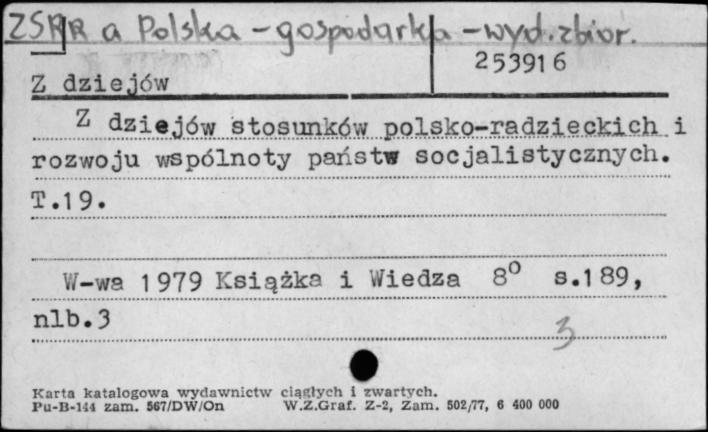 ZSRR a Polska - gospodarka - wyd. zbior.
253916
Z dziejów
Z dziejów stosunków polsko-radzieckich i
rozwoju wspólnoty państw socjalistycznych.
T.19.
W-wa 1979 Książka i Wiedza 8° s.189,
nlb.3
3
Karta katalogowa wydawnictw ciągłych i zwartych.
Pu-B-144 zam. 567/DW/On W.Z.Graf. Z-2, Zam. 502/77, 6 400 000